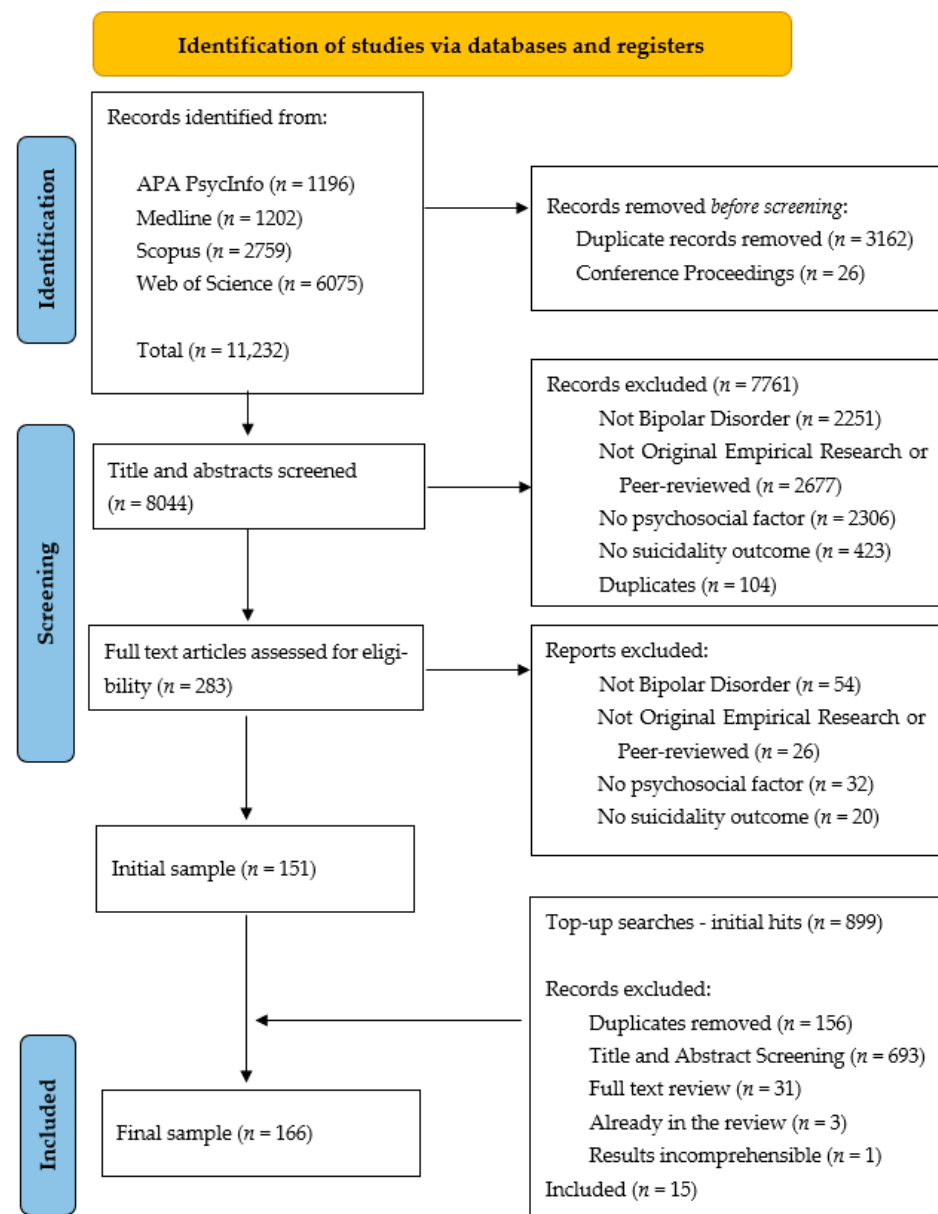 Identification of studies via databases and registers
Identification
Records identified from:
APA PsycInfo (n = 1196)
Medline (n = 1202)
Scopus (n = 2759)
Web of Science (n = 6075)
Total (n = 11,232)
Records removed before screening:
Duplicate records removed (n = 3162)
Conference Proceedings (n = 26)
Screening
Title and abstracts screened
(n = 8044)
Records excluded (n = 7761)
Not Bipolar Disorder (n = 2251)
Not Original Empirical Research or
Peer-reviewed (n = 2677)
No psychosocial factor (n = 2306)
No suicidality outcome (n = 423)
Duplicates (n = 104)
Full text articles assessed for eligi-
bility (n = 283)
Reports excluded:
Not Bipolar Disorder (n = 54)
Not Original Empirical Research or
Peer-reviewed (n = 26)
No psychosocial factor (n = 32)
No suicidality outcome (n = 20)
Initial sample (n = 151)
Top-up searches - initial hits (n = 899)
Records excluded:
Duplicates removed (n = 156)
Title and Abstract Screening (n = 693)
Full text review (n = 31)
Already in the review (n = 3)
Results incomprehensible (n = 1)
Included (n = 15)
Included
Final sample (n = 166)